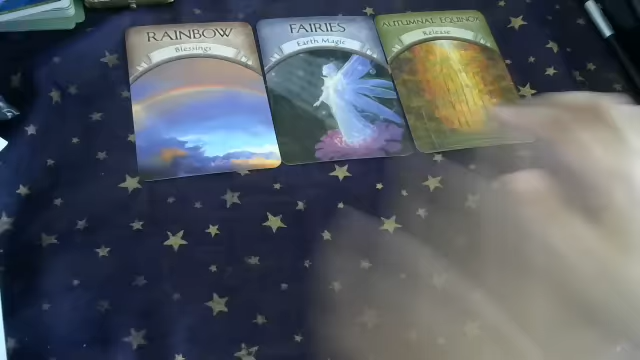 RAINBOW
Blessings
FAIRIES
Earth Magic
AUTUMNAL EQUINOX
Release